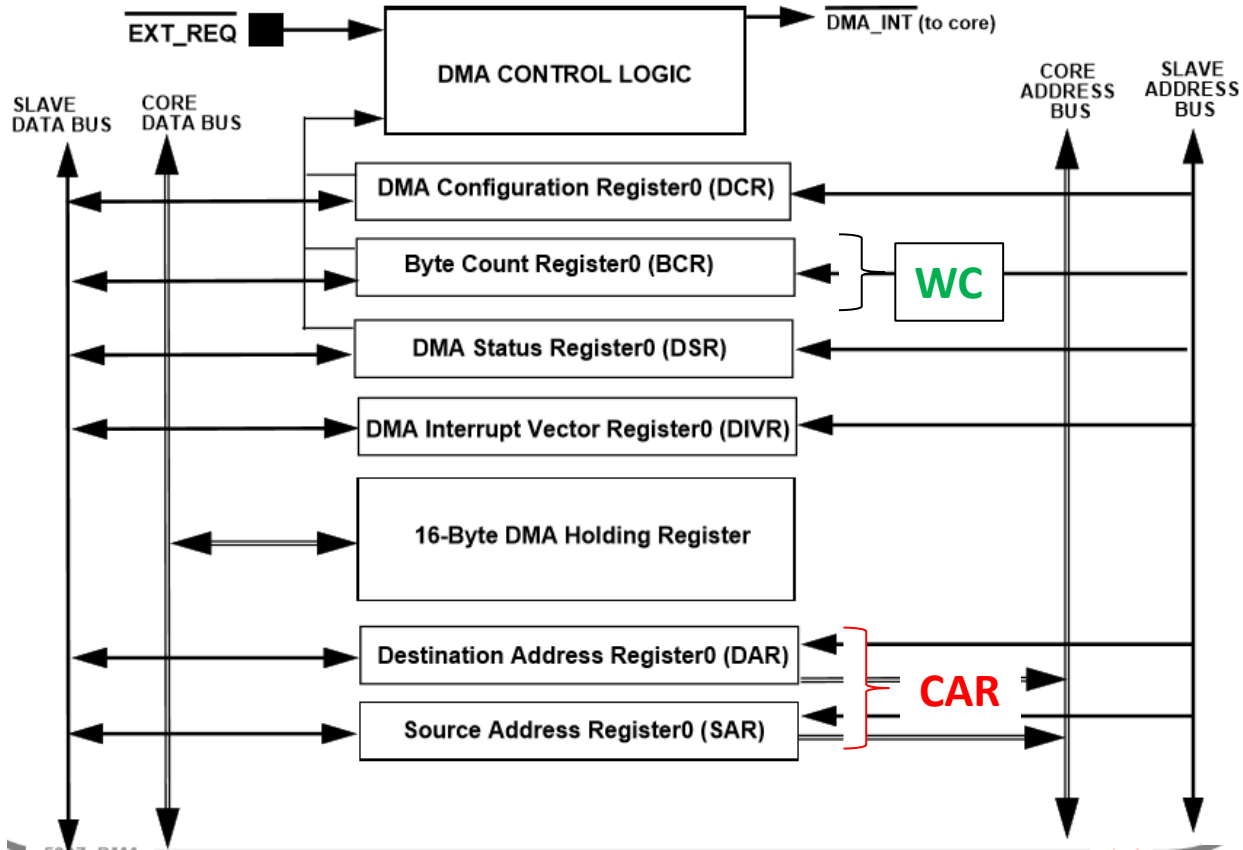 EXT_REQ
DMA_INT (to core)
DMA CONTROL LOGIC
SLAVE
DATA BUS
CORE
DATA BUS
CORE
ADDRESS
BUS
SLAVE
ADDRESS
BUS
DMA Configuration Register0 (DCR)
Byte Count Register0 (BCR)
WC
DMA Status Register0 (DSR)
DMA Interrupt Vector Register0 (DIVR)
16-Byte DMA Holding Register
Destination Address Register0 (DAR)
CAR
Source Address Register0 (SAR)